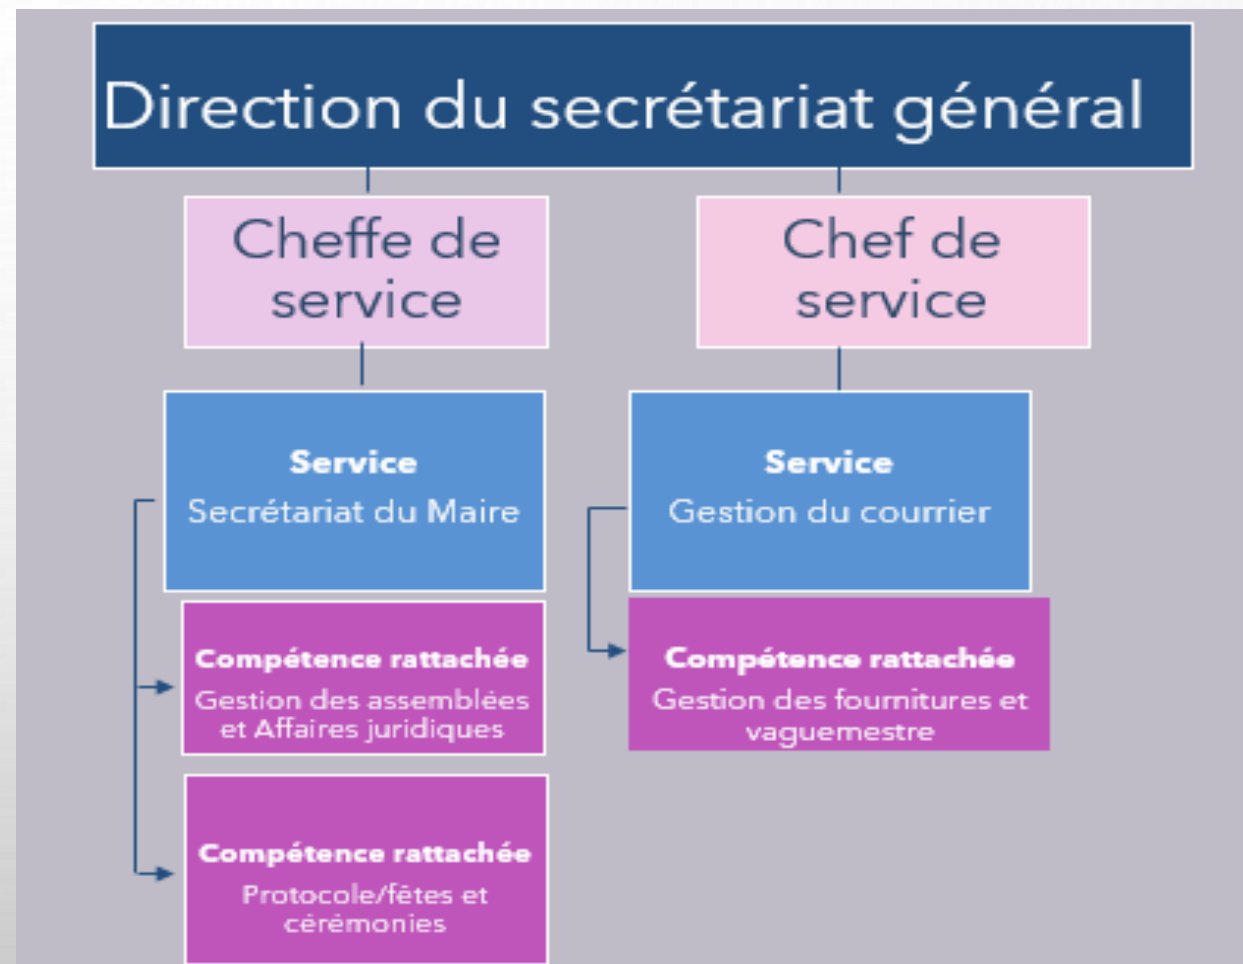 Direction du secrétariat général
Cheffe de
service
Chef de
service
Service
Secrétariat du Maire
Service
Gestion du courrier
Compétence rattachée
Gestion des assemblées
et Affaires juridiques
Compétence rattachée
Gestion des fournitures et
vaguemestre
Compétence rattachée
Protocole/fêtes et
cérémonies